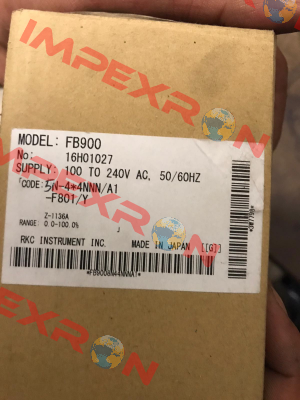 IMPEXRON
MODEL: FB900
No: 16H01027
SUPPLY: 100 TO 240V AC, 50/60HZ
CODE: 5N-4*4NNN/A1
-F801/Y
Z-1136A
RANGE: 0.0-100.0%
RKC INSTRUMENT INC. MADE IN JAPAN [[G]]
IMPEXRON